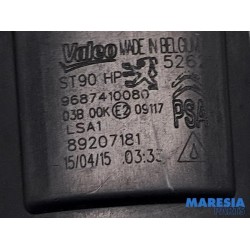 Valeo MADE IN BELGIUM
ST90 HP 5262
9687410080
03B 00K E2 09117 PSA
LSA1
89207181
15/04/15 03:33
MARESIA